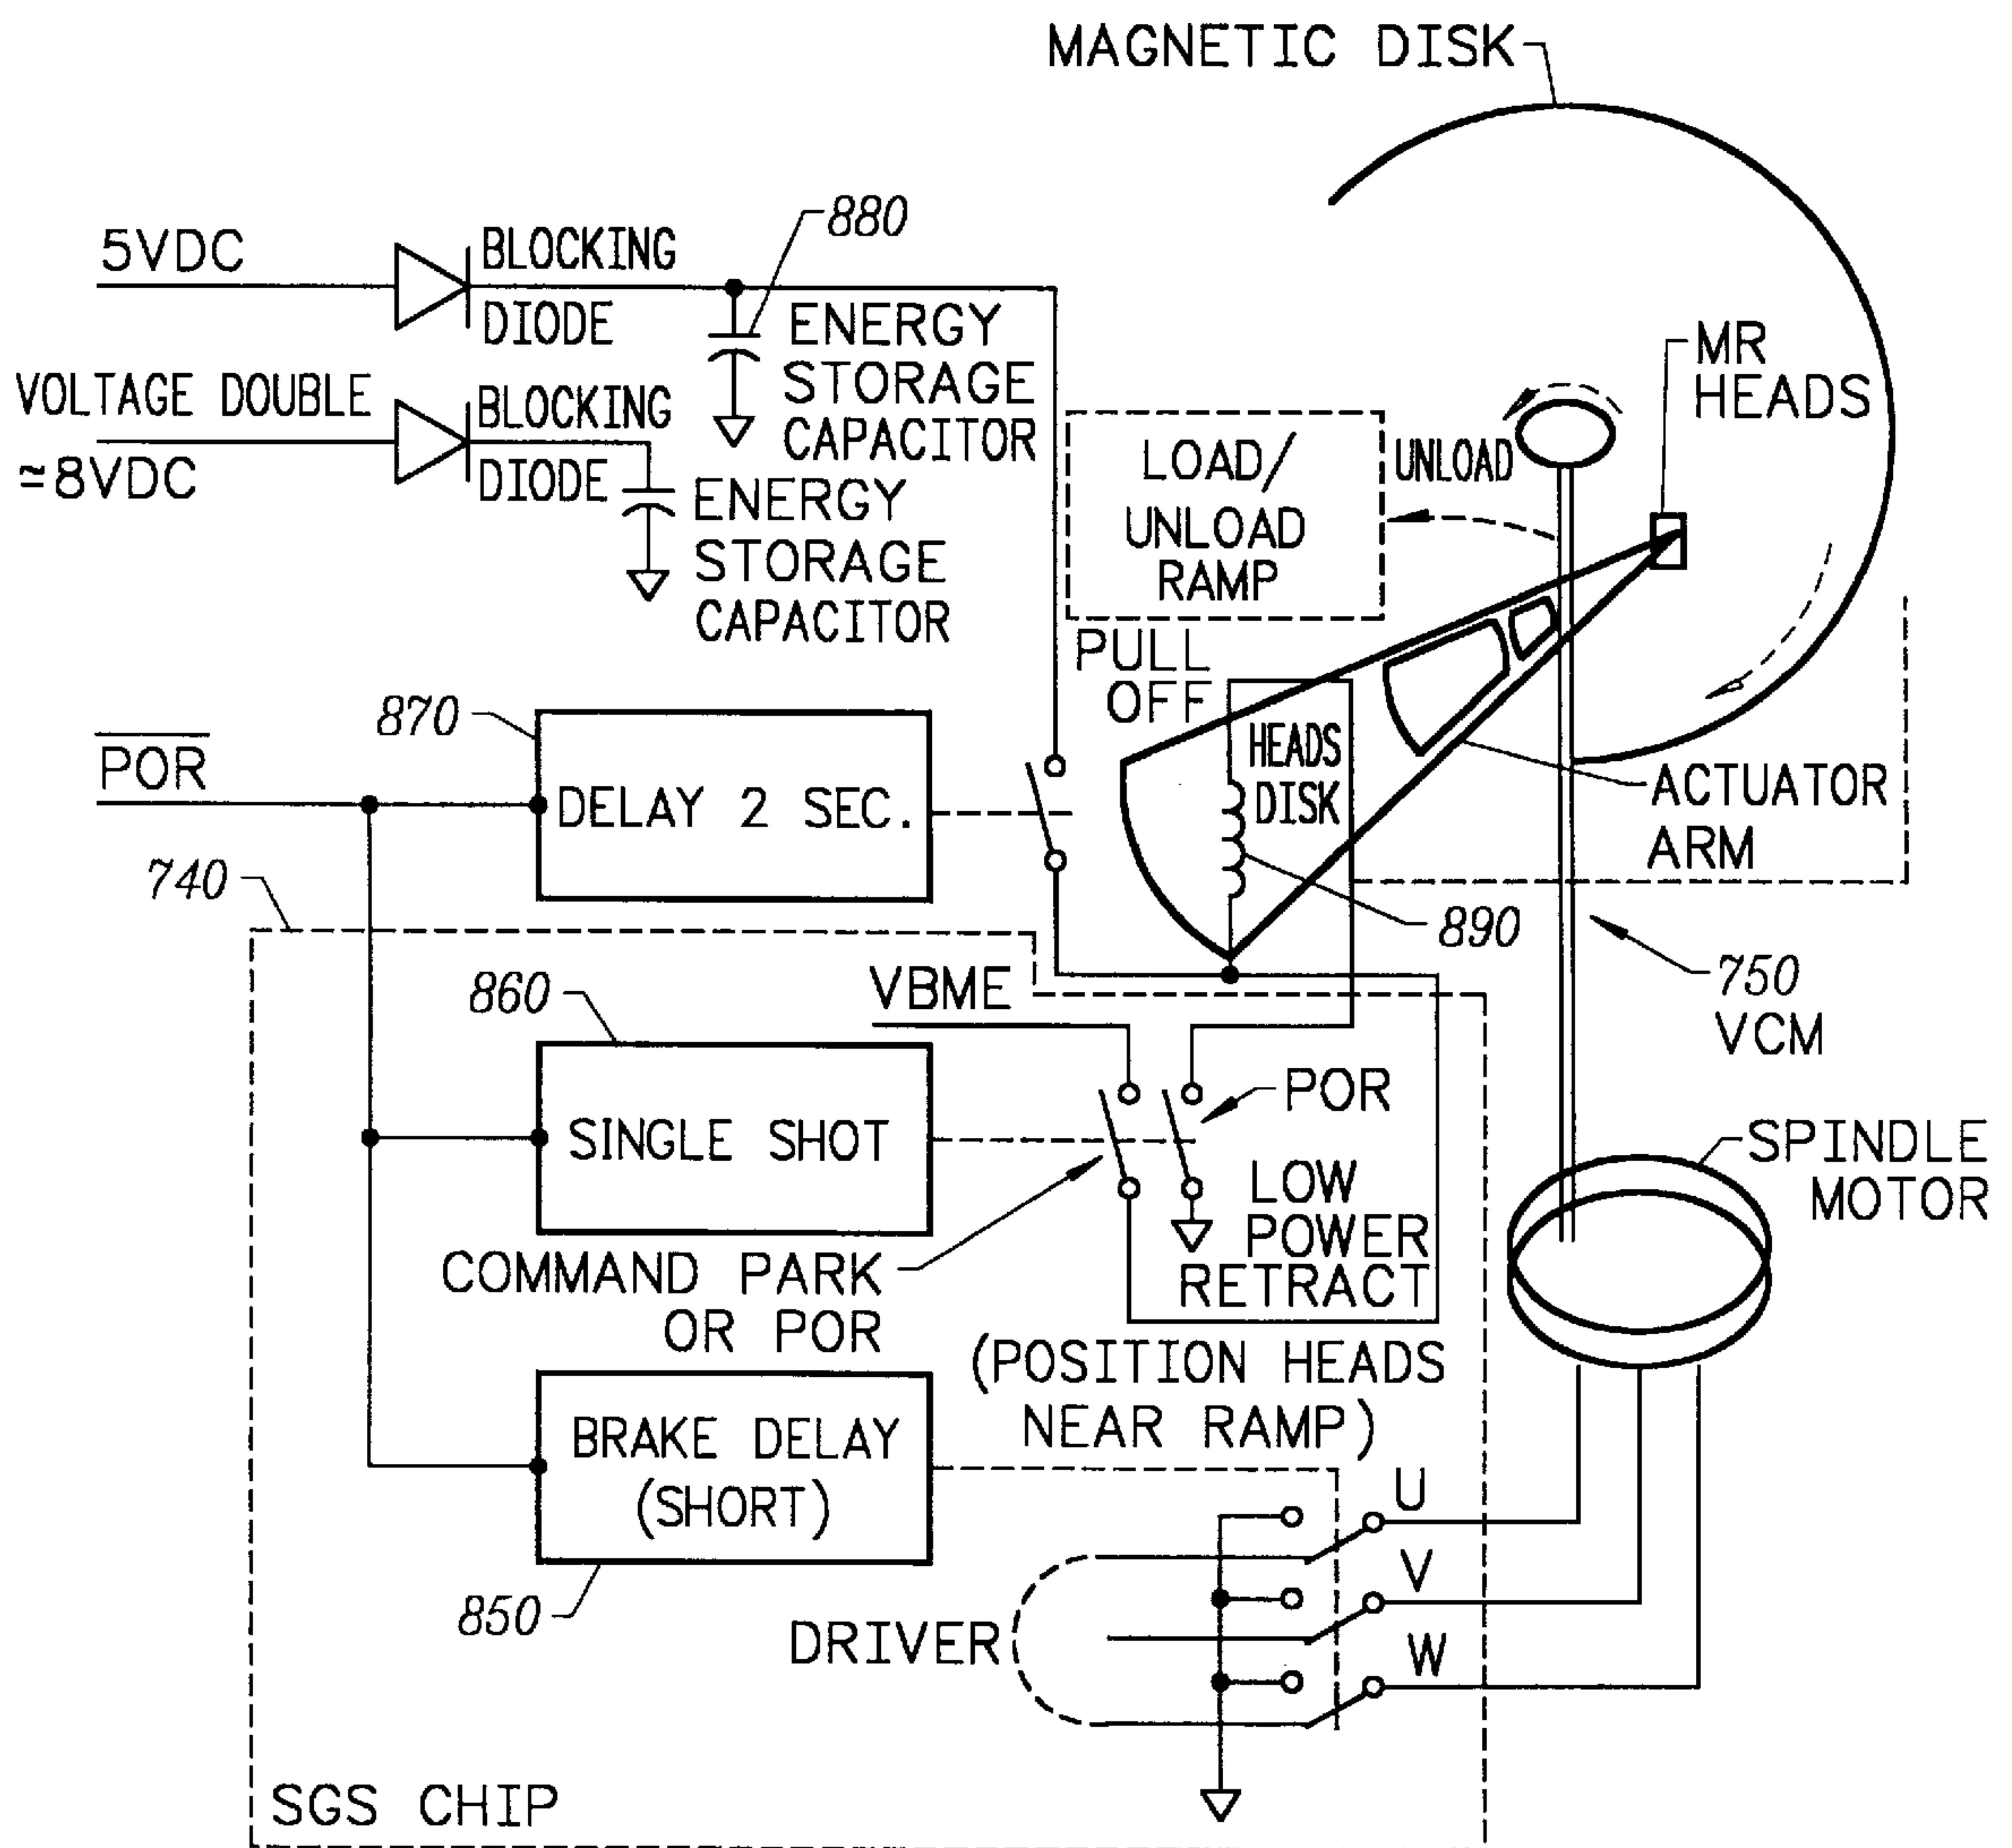 MAGNETIC DISK
880
5VDC
BLOCKING
DIODE
ENERGY
STORAGE
CAPACITOR
VOLTAGE DOUBLE
≃8VDC
BLOCKING
DIODE
ENERGY
STORAGE
CAPACITOR
MR
HEADS
LOAD/
UNLOAD
RAMP
UNLOAD
PULL
OFF
HEADS
DISK
ACTUATOR
ARM
870
POR
DELAY 2 SEC.
740
890
750
VCM
860
VBME
SINGLE SHOT
POR
LOW
POWER
RETRACT
COMMAND PARK
OR POR
(POSITION HEADS
NEAR RAMP)
SPINDLE
MOTOR
BRAKE DELAY
(SHORT)
850
U
V
W
DRIVER
SGS CHIP